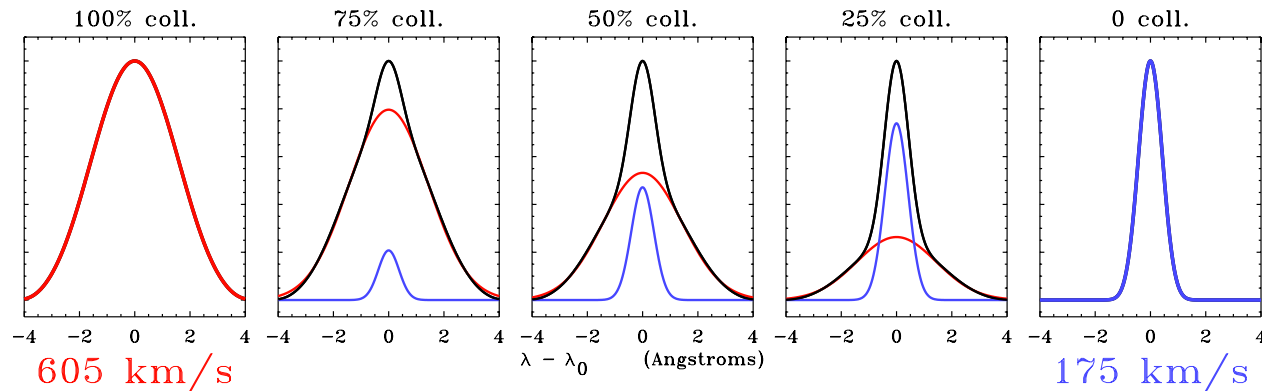 100% coll. 75% coll. 50% coll. 25% coll. 0 coll.
−4 −2 0 2 4 −4 −2 0 2 4 −4 −2 0 2 4 −4 −2 0 2 4 −4 −2 0 2 4
λ − λ₀ (Angstroms)
605 km/s 175 km/s